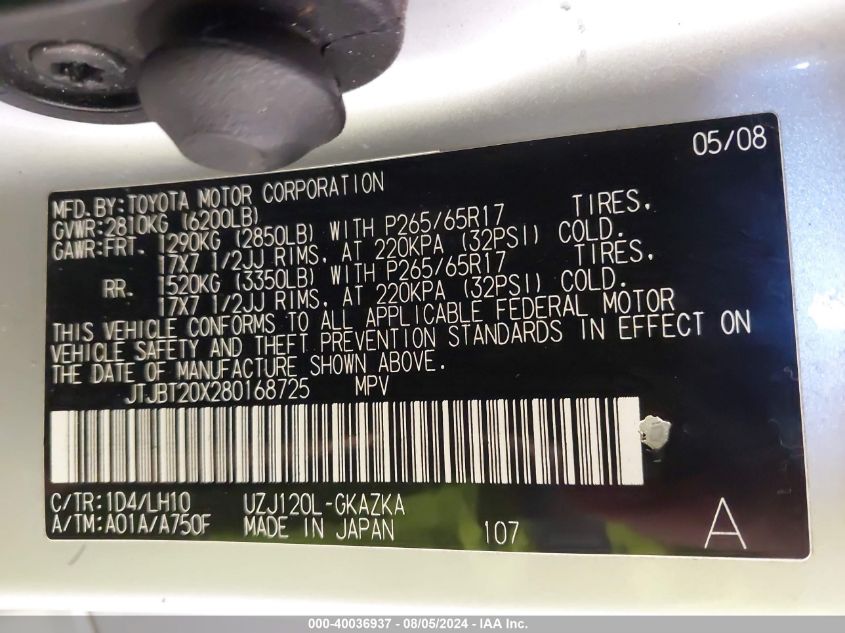 05/08
MFD.BY:TOYOTA MOTOR CORPORATION
GVWR:2810KG (6200LB)
GAWR:FRT. 1290KG (2850LB) WITH P265/65R17 TIRES,
17X7 1/2JJ RIMS, AT 220KPA (32PSI) COLD.
RR. 1520KG (3350LB) WITH P265/65R17 TIRES,
17X7 1/2JJ RIMS, AT 220KPA (32PSI) COLD.
THIS VEHICLE CONFORMS TO ALL APPLICABLE FEDERAL MOTOR
VEHICLE SAFETY AND THEFT PREVENTION STANDARDS IN EFFECT ON
THE DATE OF MANUFACTURE SHOWN ABOVE.
JTJBT20X280168725 MPV
C/TR:1D4/LH10 UZJ120L-GKAZKA
A/TM:A01A/A750F MADE IN JAPAN 107 A
000-40036937 - 08/05/2024 - IAA Inc.